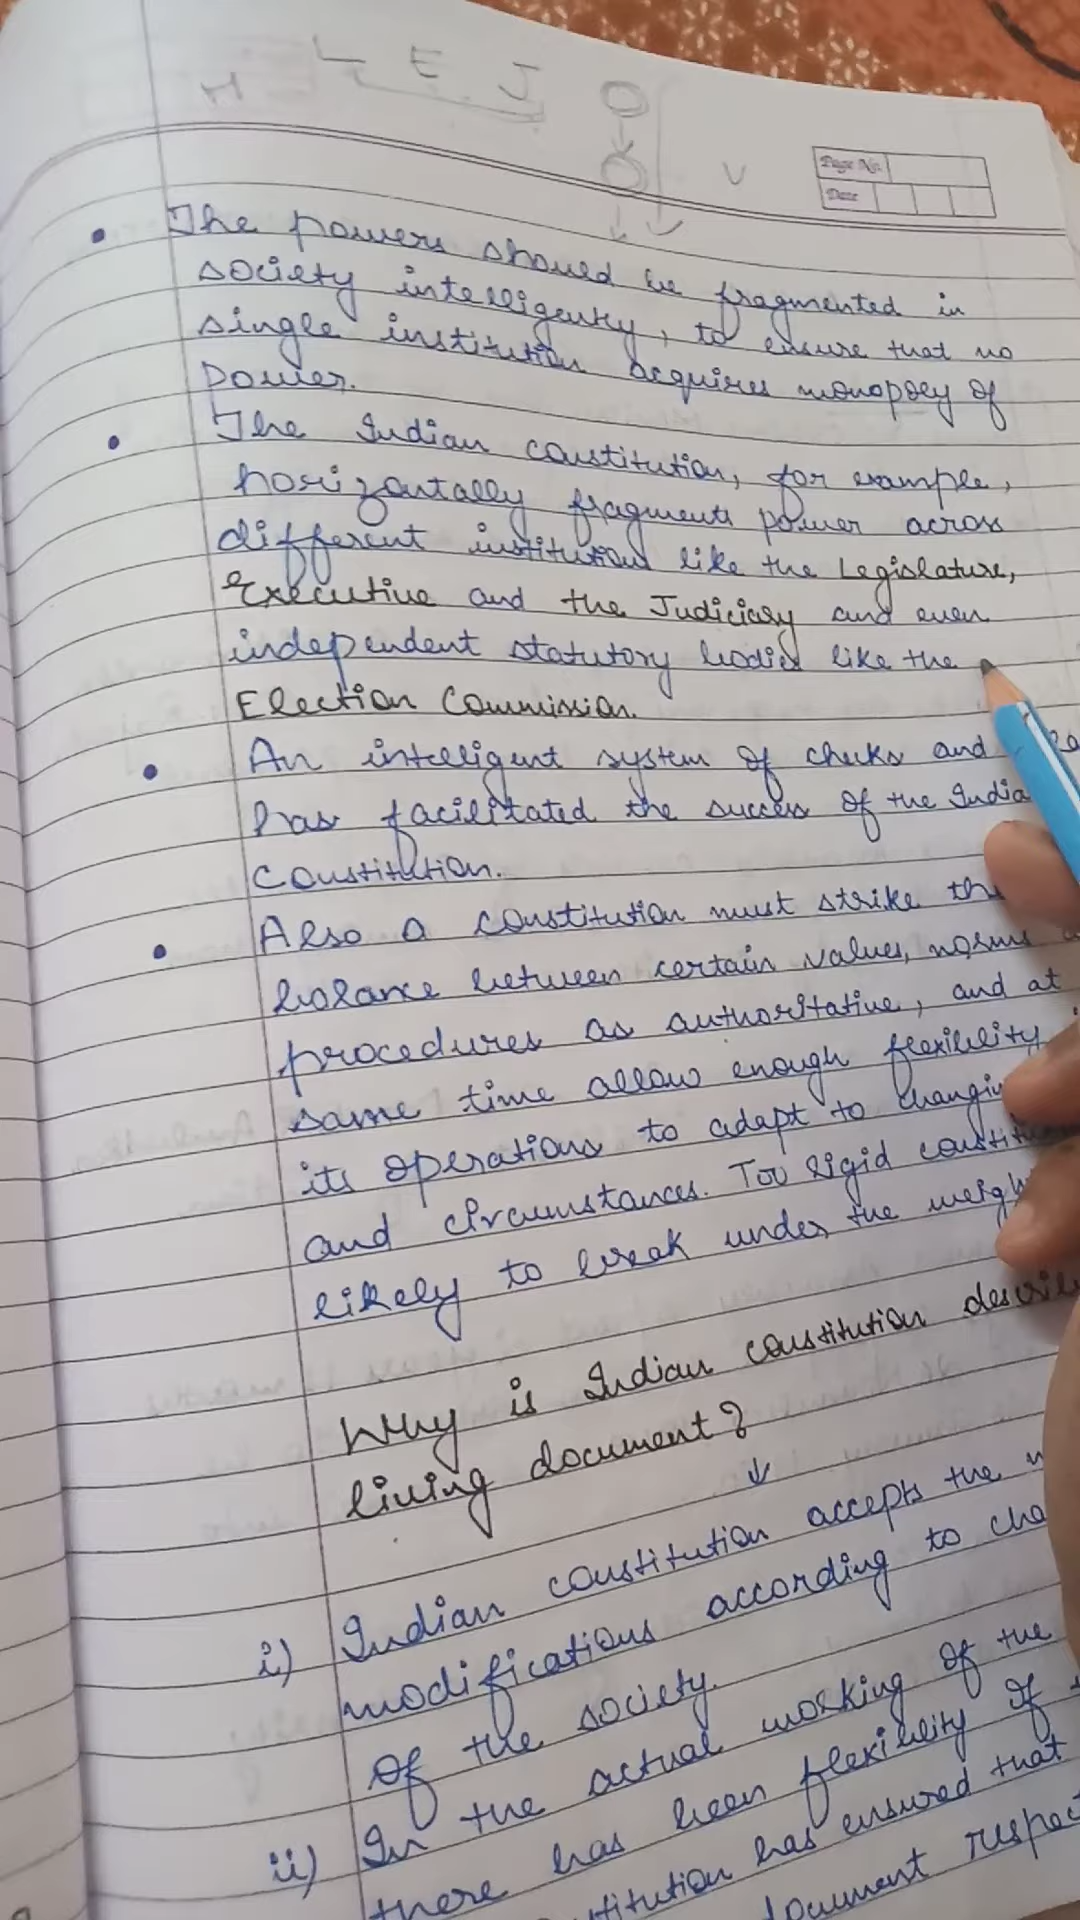 H L E J O
O V
Page No.
Date
• The powers should be fragmented in
society intelligently, to ensure that no
single institution acquires monopoly of
power.
• The Indian constitution, for example,
horizontally fragments power across
different institutions like the Legislature,
Executive and the Judiciary and even
independent statutory bodies like the
Election Commission.
• An intelligent system of checks and
has facilitated the success of the India
Constitution.
• Also a constitution must strike th
balance between certain values, norms
procedures as authoritative, and at
same time allow enough flexibility
its operations to adapt to changin
and circumstances. Too rigid constitu
likely to break under the weigh
Why is Indian constitution describ
living document?
↓
i) Indian constitution accepts the n
modifications according to cha
of the society.
ii) In the actual working of the
there has been flexibility of
titution has ensured that
document respect